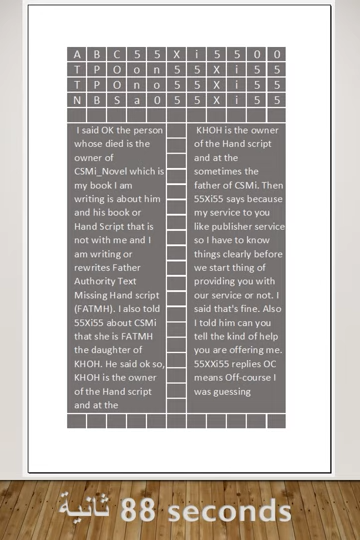 A B C 5 5 X i 5 5 0 0
T P O o n 5 5 X i 5 5
T P O n o 5 5 X i 5 5
N B S a 0 5 5 X i 5 5
I said OK the person
whose died is the
owner of
CSMi_Novel which is
my book I am
writing is about him
and his book or
Hand Script that is
not with me and I
am writing or
rewrites Father
Authority Text
Missing Hand script
(FATMH). I also told
55Xi55 about CSMi
that she is FATMH
the daughter of
KHOH. He said ok so,
KHOH is the owner
of the Hand script
and at the
KHOH is the owner
of the Hand script
and at the
sometimes the
father of CSMi. Then
55Xi55 says because
my service to you
like publisher service
so I have to know
things clearly before
we start thing of
providing you with
our service or not. I
said that's fine. Also
I told him can you
tell the kind of help
you are offering me.
55XXi55 replies OC
means Off-course I
was guessing
88 seconds ثانية